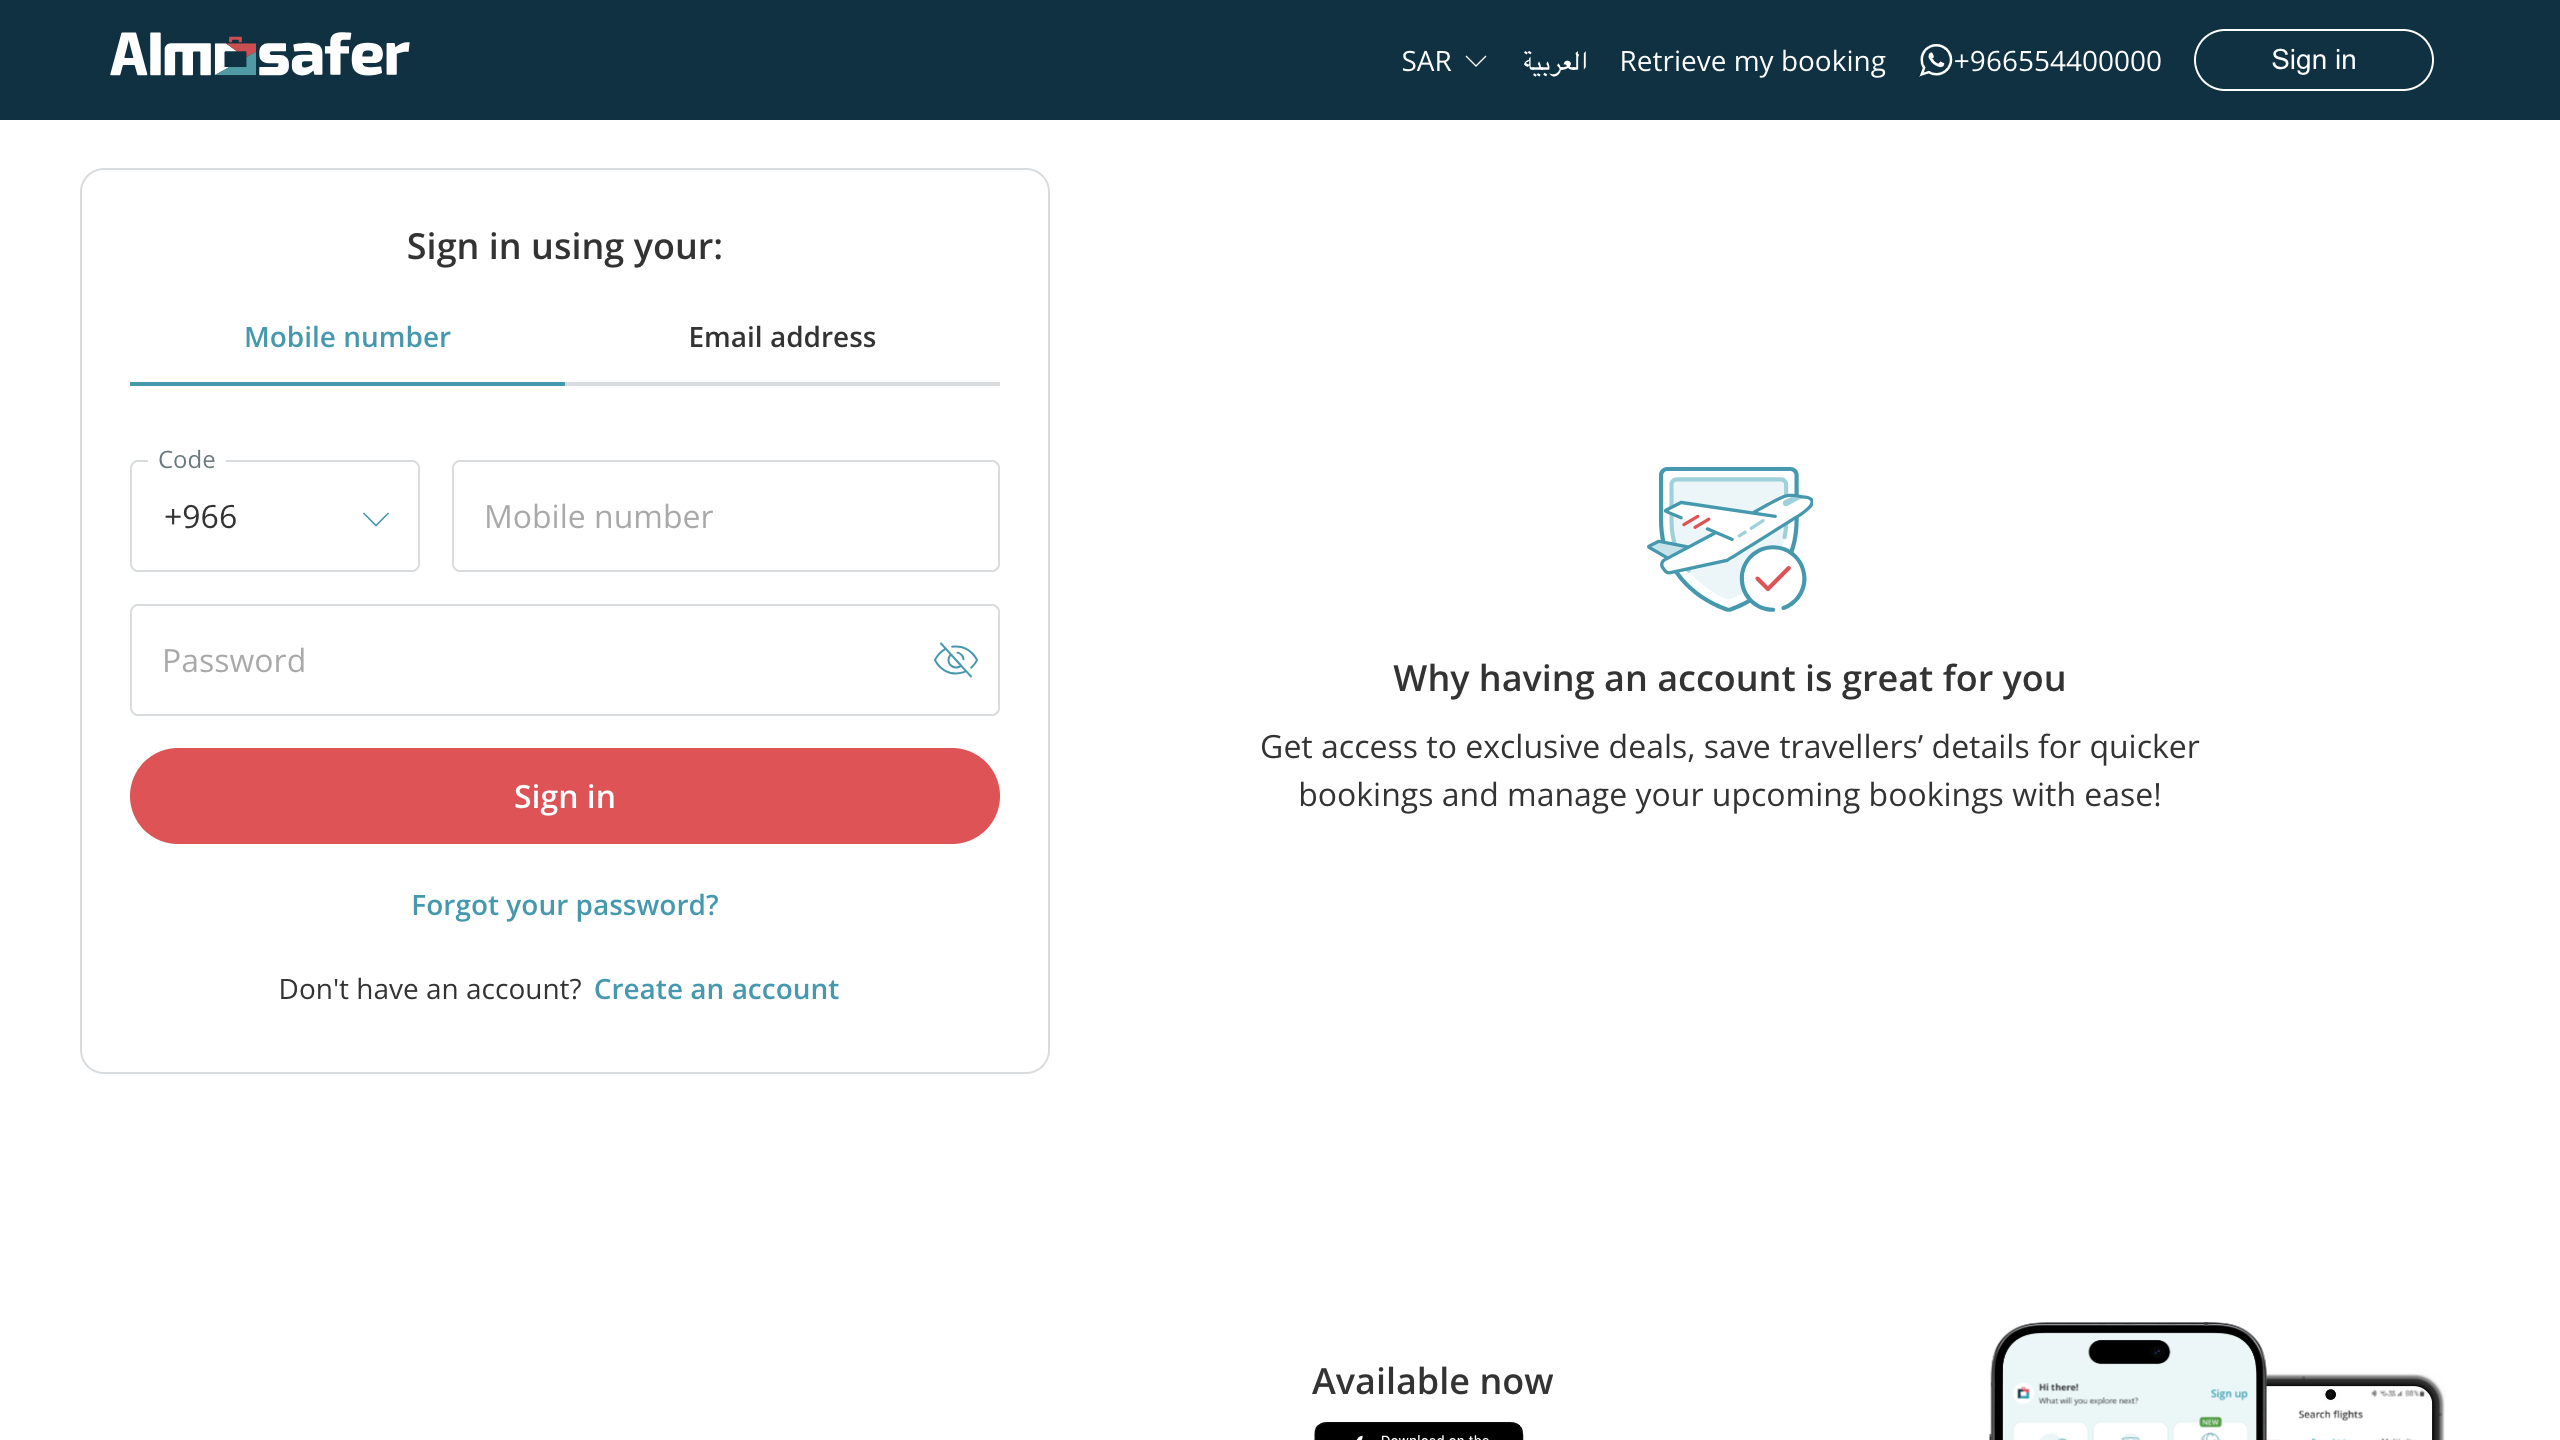 Almosafer
SAR
العربية
Retrieve my booking
+966554400000
Sign in
Sign in using your:
Mobile number
Email address
Code
+966
Mobile number
Password
Sign in
Forgot your password?
Don't have an account? Create an account
Why having an account is great for you
Get access to exclusive deals, save travellers’ details for quicker
bookings and manage your upcoming bookings with ease!
Available now
Download on the
Hi there!
What will you explore next?
Sign up
NEW
Search flights